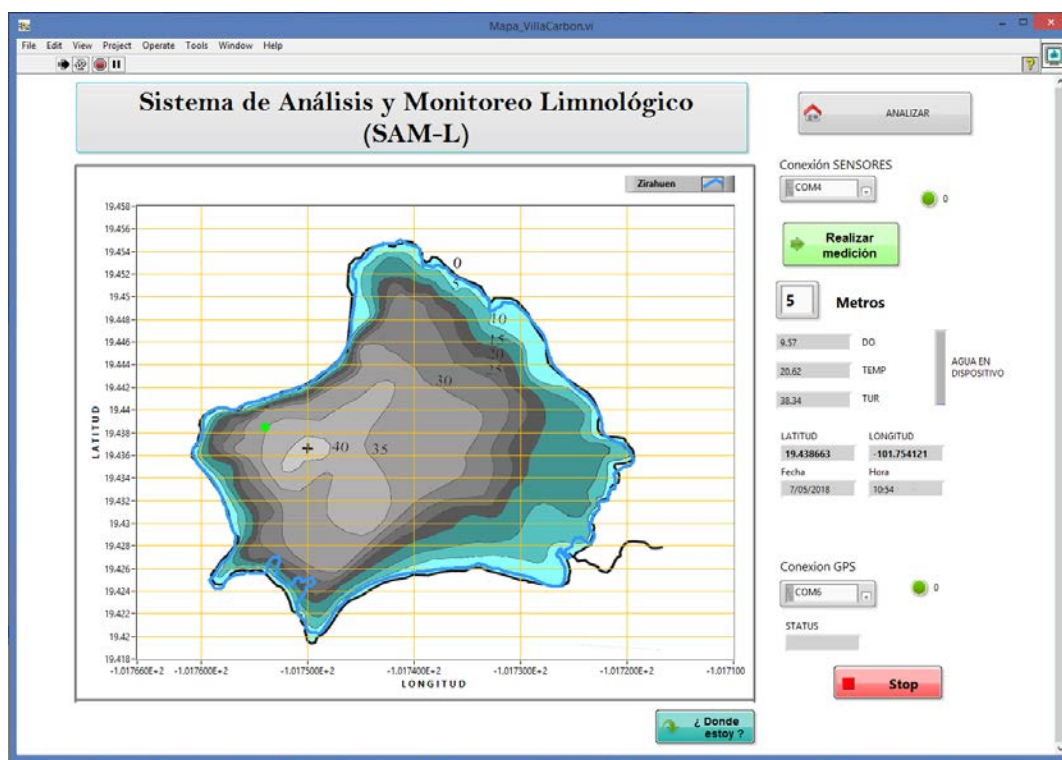 Mapa_VillaCarbon.vi
File Edit View Project Operate Tools Window Help
Sistema de Análisis y Monitoreo Limnológico
(SAM-L)
ANALIZAR
Conexión SENSORES
COM4
0
Realizar
medición
5 Metros
9.57 DO
20.62 TEMP
38.34 TUR
AGUA EN
DISPOSITIVO
LATITUD LONGITUD
19.438663 -101.754121
Fecha Hora
7/05/2018 10:54
Conexion GPS
COM6
0
STATUS
Stop
Zirahuen
19.458
19.456
19.454
19.452
19.45
19.448
19.446
19.444
19.442
19.44
19.438
19.436
19.434
19.432
19.43
19.428
19.426
19.424
19.422
19.42
19.418
LATITUD
0
5
10
15
20
25
30
40 35
-1.017660E+2 -1.017600E+2 -1.017500E+2 -1.017400E+2 -1.017300E+2 -1.017200E+2 -1.017100
LONGITUD
¿ Donde
estoy ?